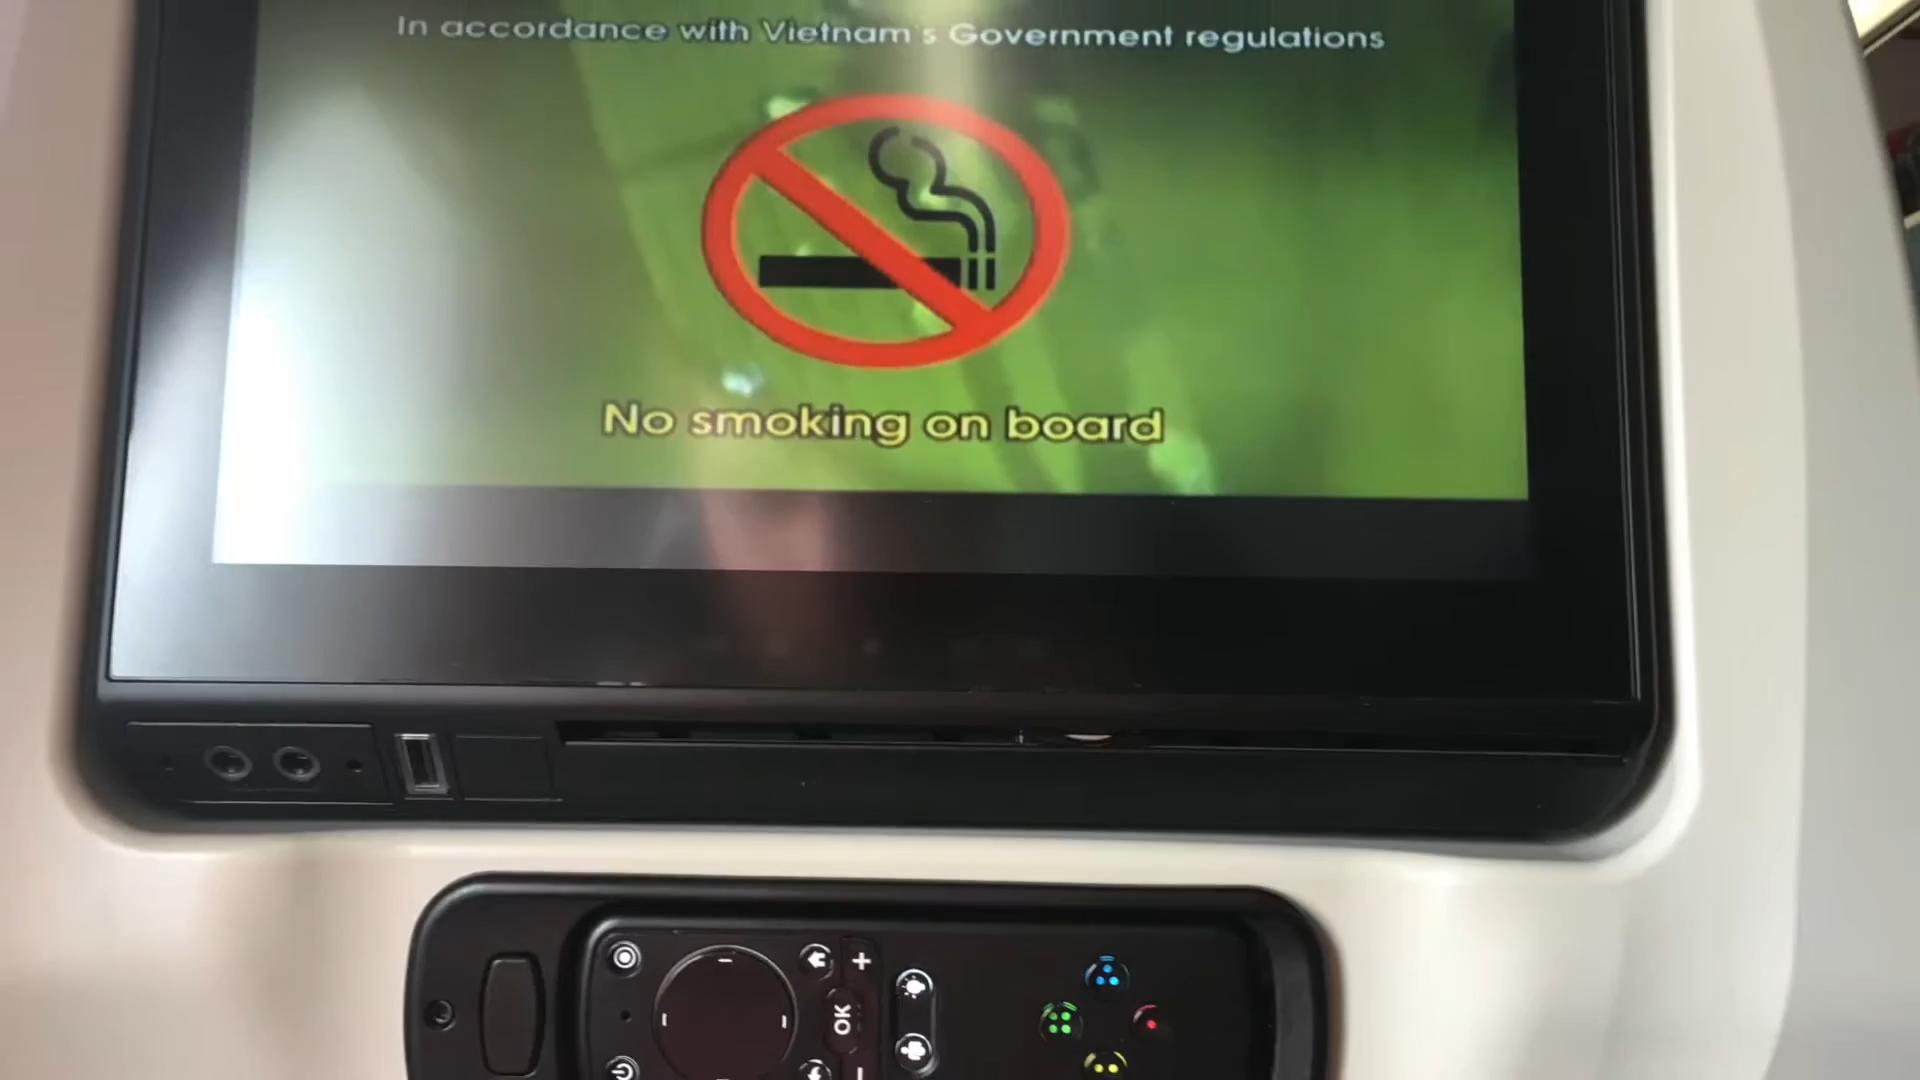 In accordance with Vietnam's Government regulations
No smoking on board
OK